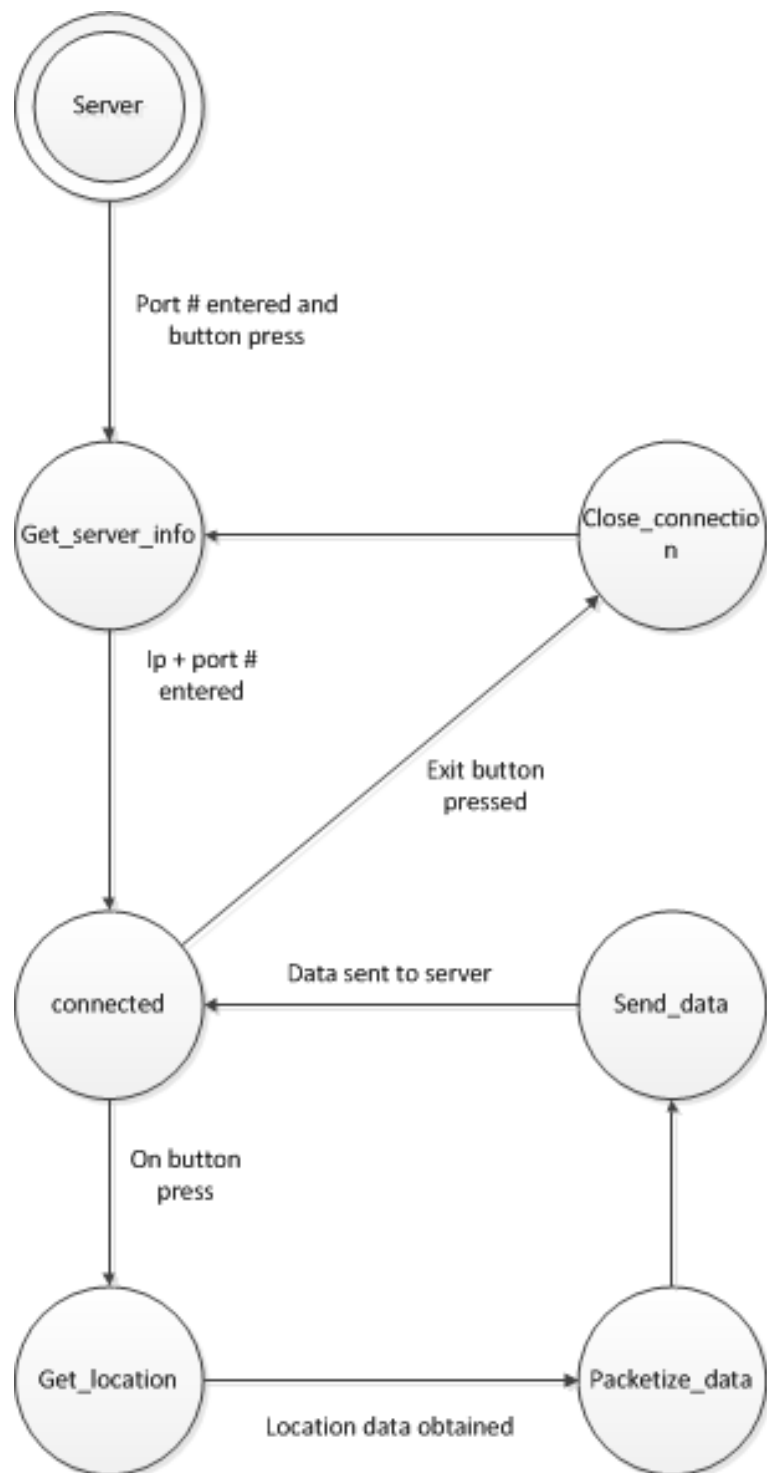 Server
Port # entered and
button press
Get_server_info
Close_connectio
n
Ip + port #
entered
Exit button
pressed
connected
Data sent to server
Send_data
On button
press
Get_location
Location data obtained
Packetize_data